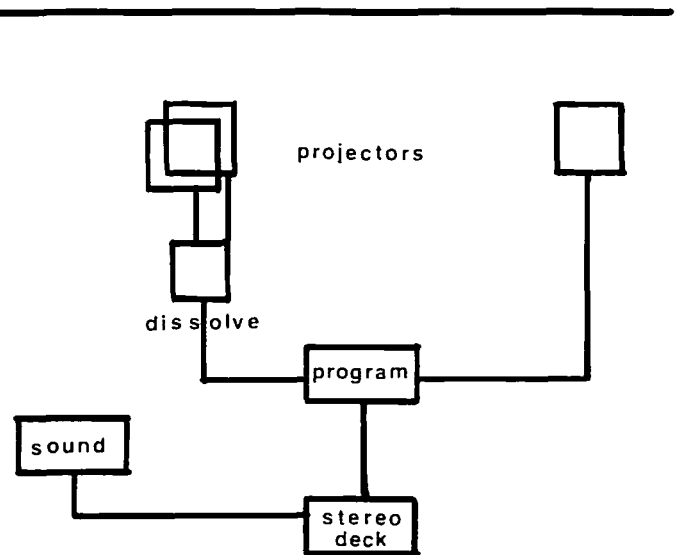 projectors
dissolve
program
sound
stereo
deck